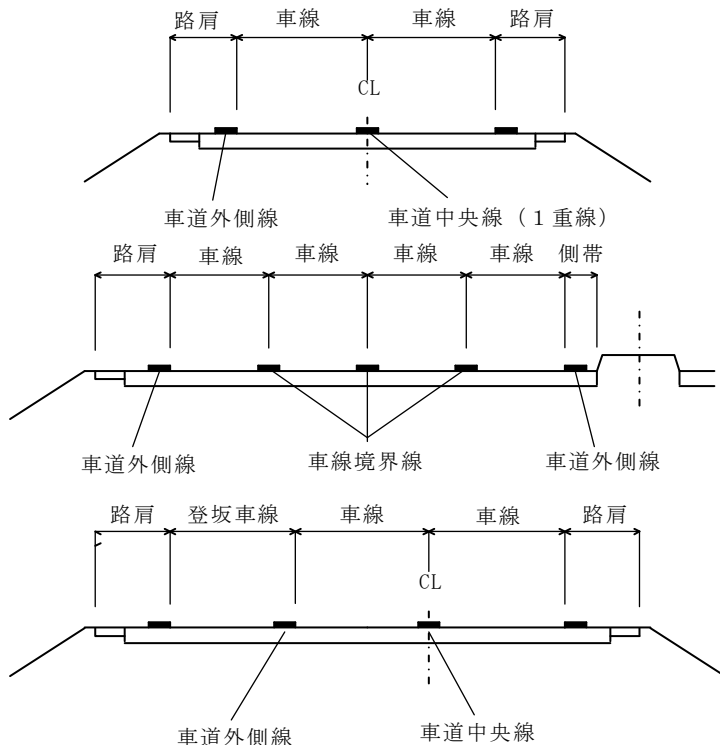 路肩 車線 車線 路肩
CL
車道外側線 車道中央線(1重線)
路肩 車線 車線 車線 車線 側帯
車道外側線 車線境界線 車道外側線
路肩 登坂車線 車線 車線 路肩
CL
車道外側線 車道中央線